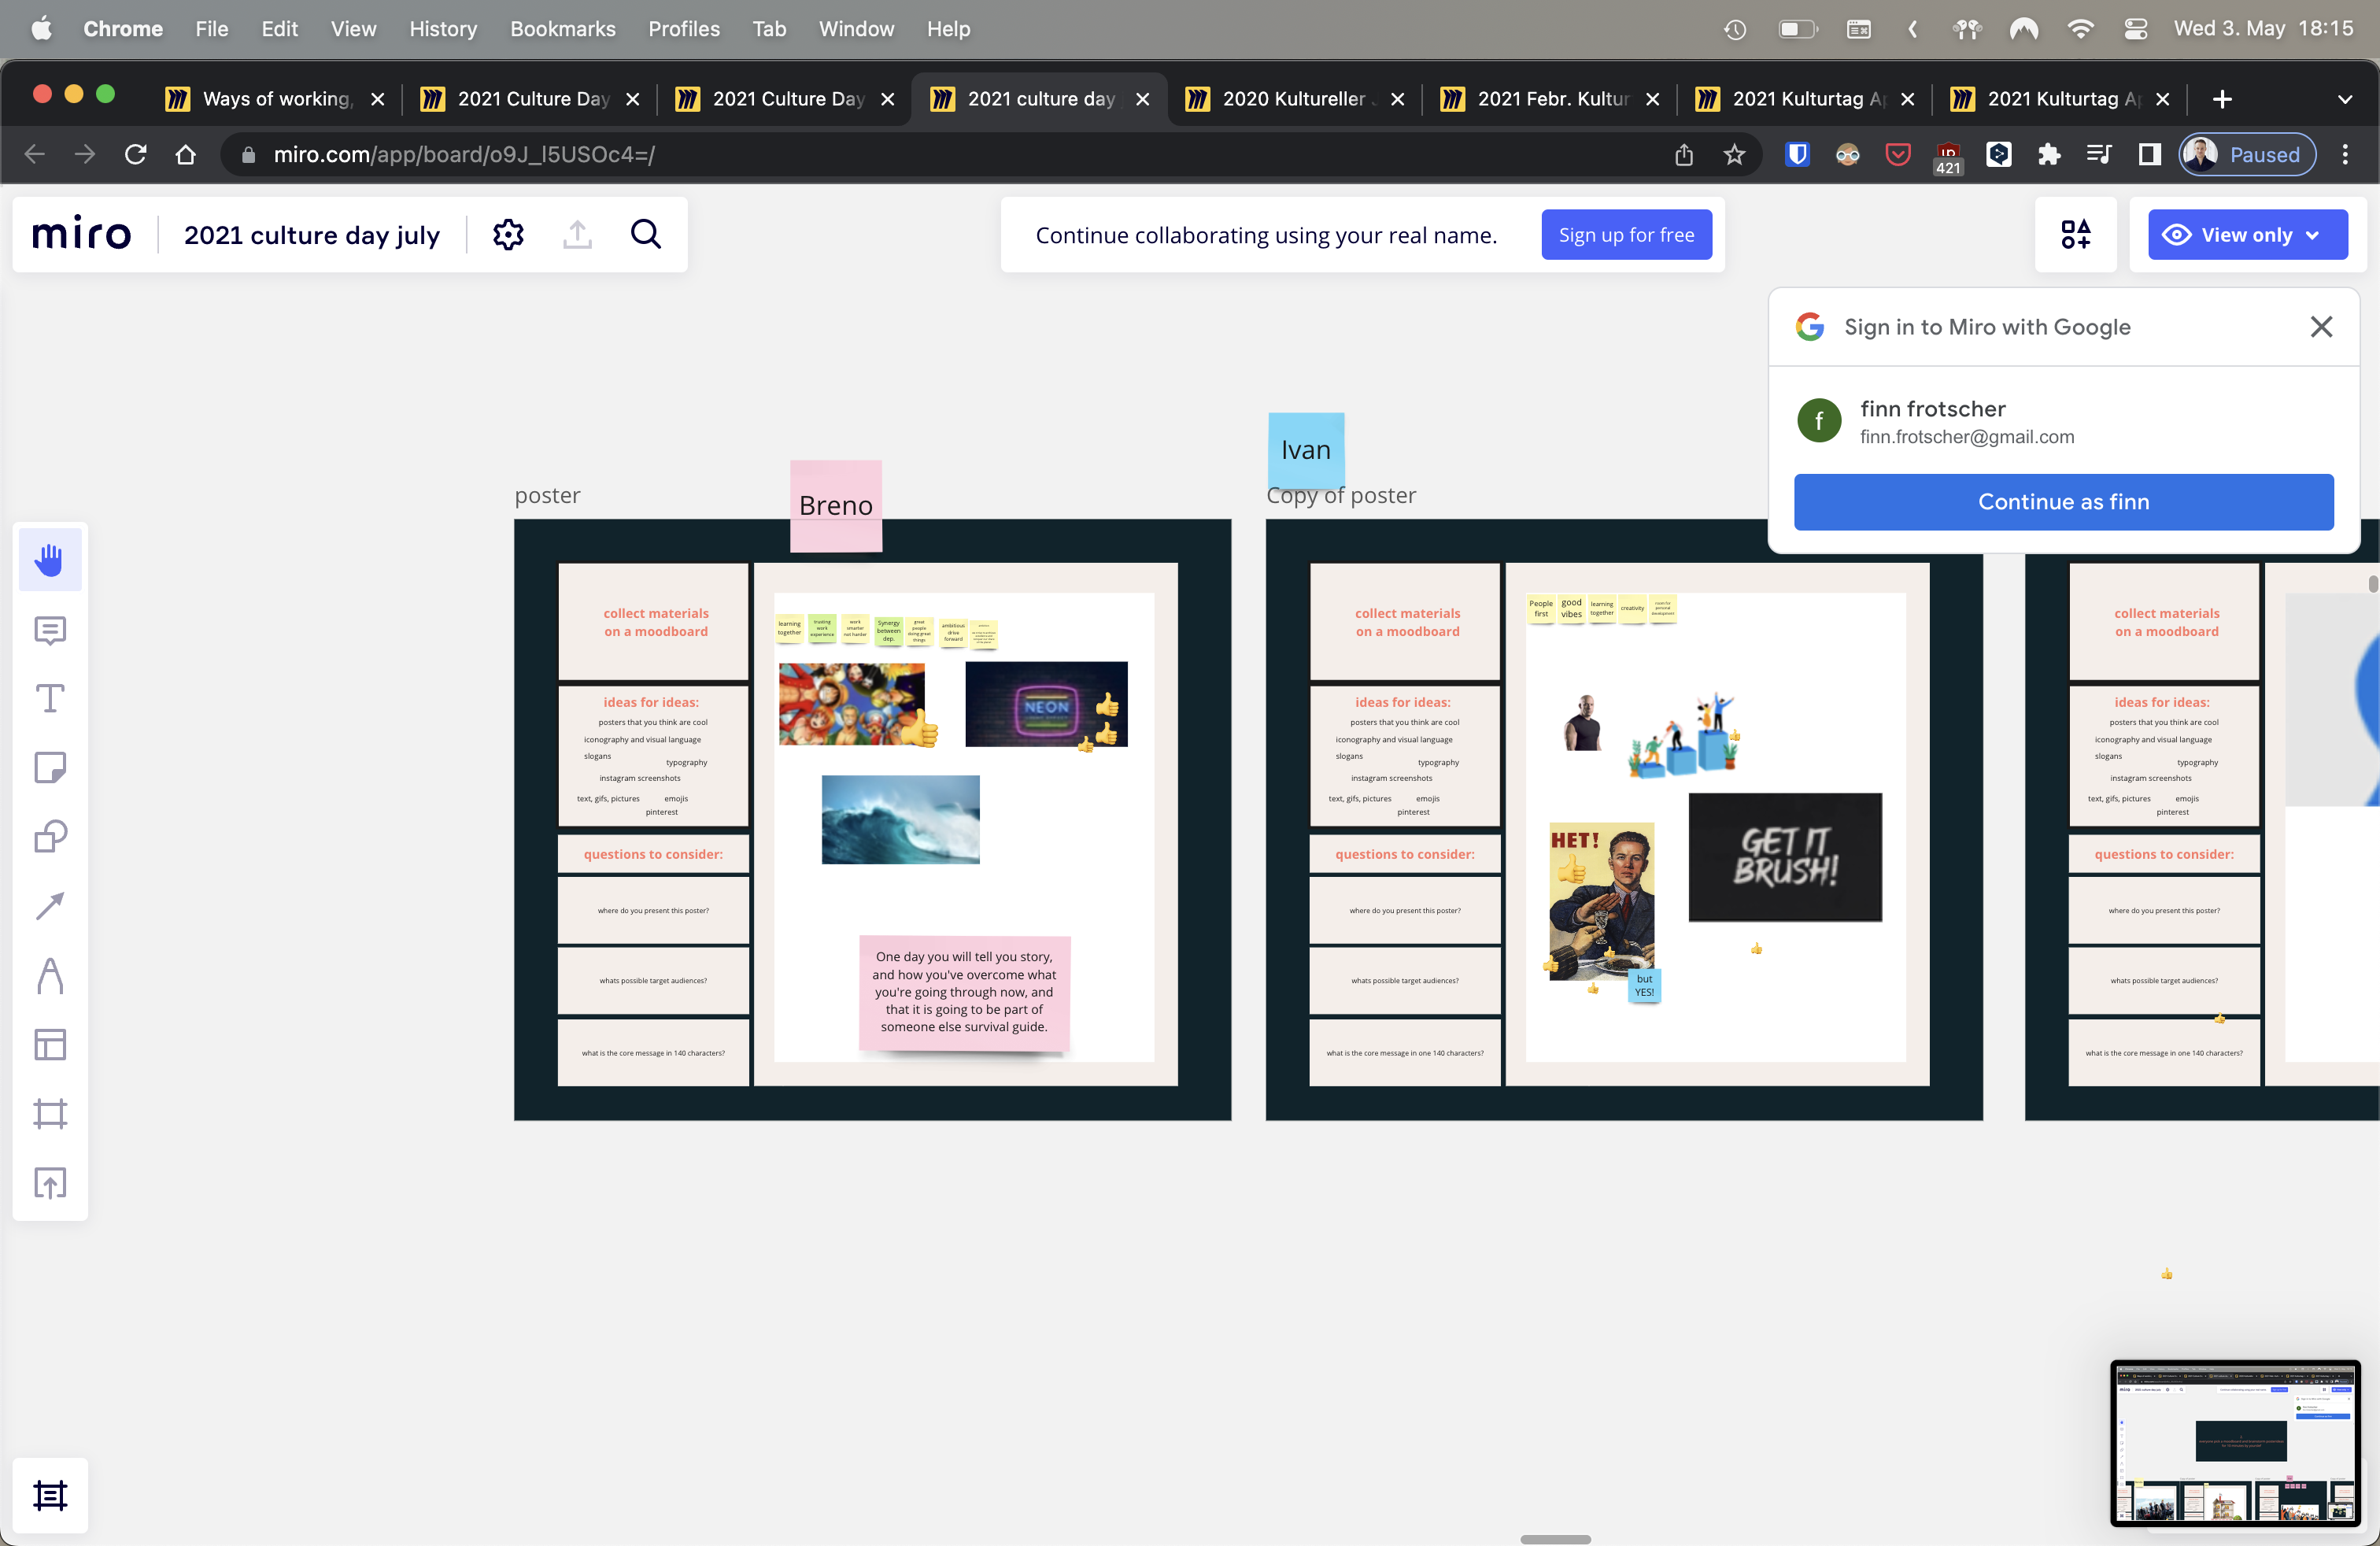 Chrome File Edit View History Bookmarks Profiles Tab Window Help
Wed 3. May 18:15
Ways of working,
2021 Culture Day
2021 Culture Day
2021 culture day
2020 Kultureller
2021 Febr. Kultur
2021 Kulturtag Ap
2021 Kulturtag Ap
miro.com/app/board/o9J_l5USOc4=/
421
Paused
miro
2021 culture day july
Continue collaborating using your real name.
Sign up for free
View only
Sign in to Miro with Google
f
finn frotscher
finn.frotscher@gmail.com
Continue as finn
poster
Breno
collect materials
on a moodboard
ideas for ideas:
posters that you think are cool
iconography and visual language
slogans
typography
instagram screenshots
text, gifs, pictures emojis
pinterest
questions to consider:
where do you present this poster?
whats possible target audiences?
what is the core message in 140 characters?
learning
together
trusting
work
experience
work
smarter
not harder
Synergy
between
dep.
great
people
doing great
things
ambitious
drive
forward
NEON
One day you will tell you story,
and how you've overcome what
you're going through now, and
that it is going to be part of
someone else survival guide.
Ivan
Copy of poster
collect materials
on a moodboard
ideas for ideas:
posters that you think are cool
iconography and visual language
slogans
typography
instagram screenshots
text, gifs, pictures emojis
pinterest
questions to consider:
where do you present this poster?
whats possible target audiences?
what is the core message in one 140 characters?
People
first
good
vibes
learning
together
creativity
room for
personal
development
НЕТ!
GET IT
BRUSH!
but
YES!
collect materials
on a moodboard
ideas for ideas:
posters that you think are cool
iconography and visual language
slogans
typography
instagram screenshots
text, gifs, pictures emojis
pinterest
questions to consider:
where do you present this poster?
whats possible target audiences?
what is the core message in one 140 characters?